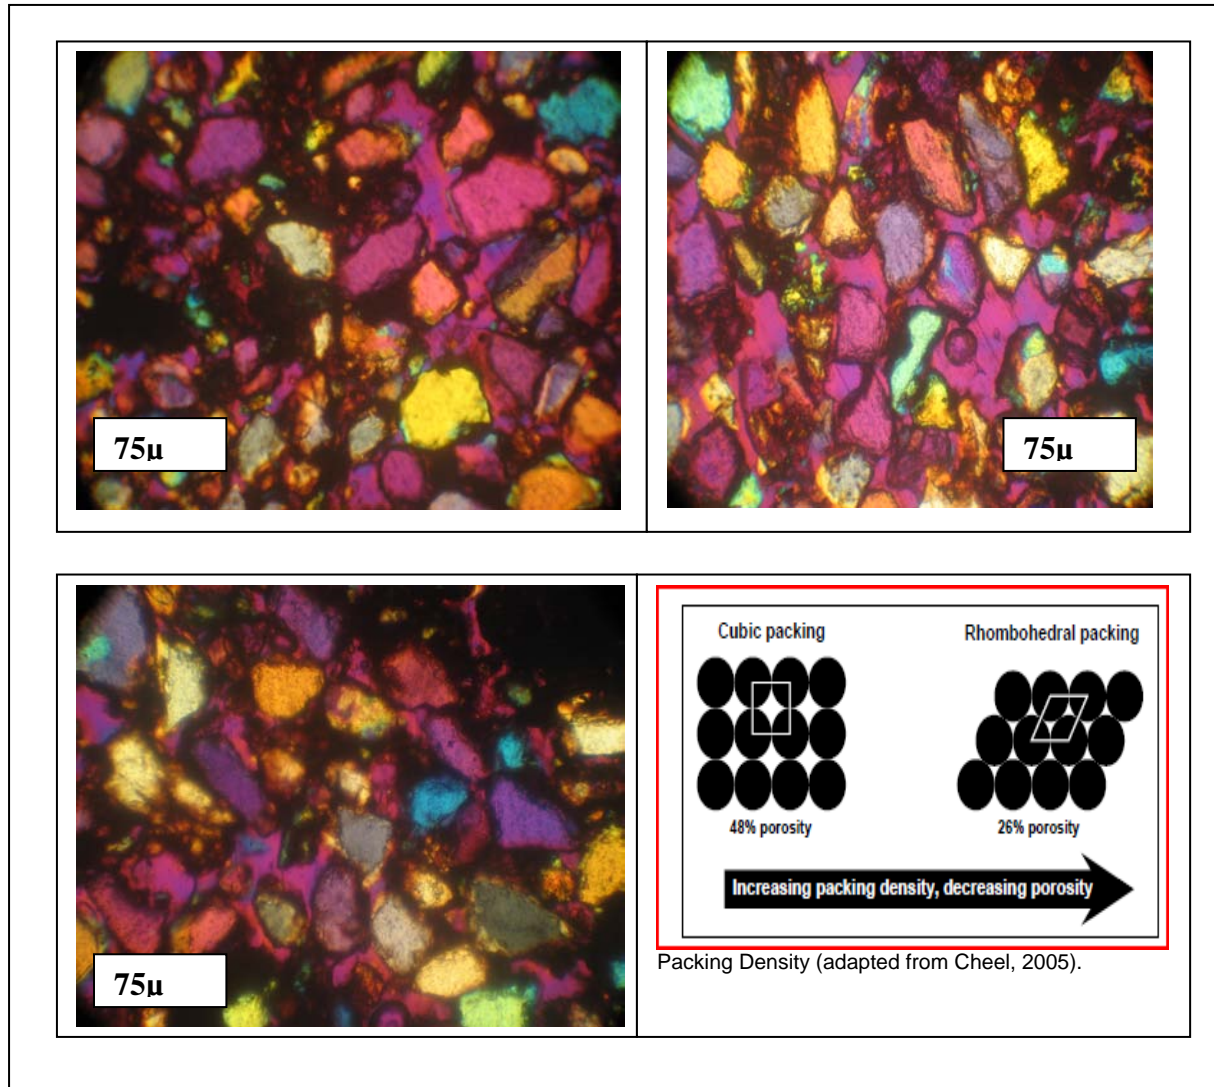 75μ
75μ
75μ
Cubic packing
Rhombohedral packing
48% porosity
26% porosity
Increasing packing density, decreasing porosity
Packing Density (adapted from Cheel, 2005).